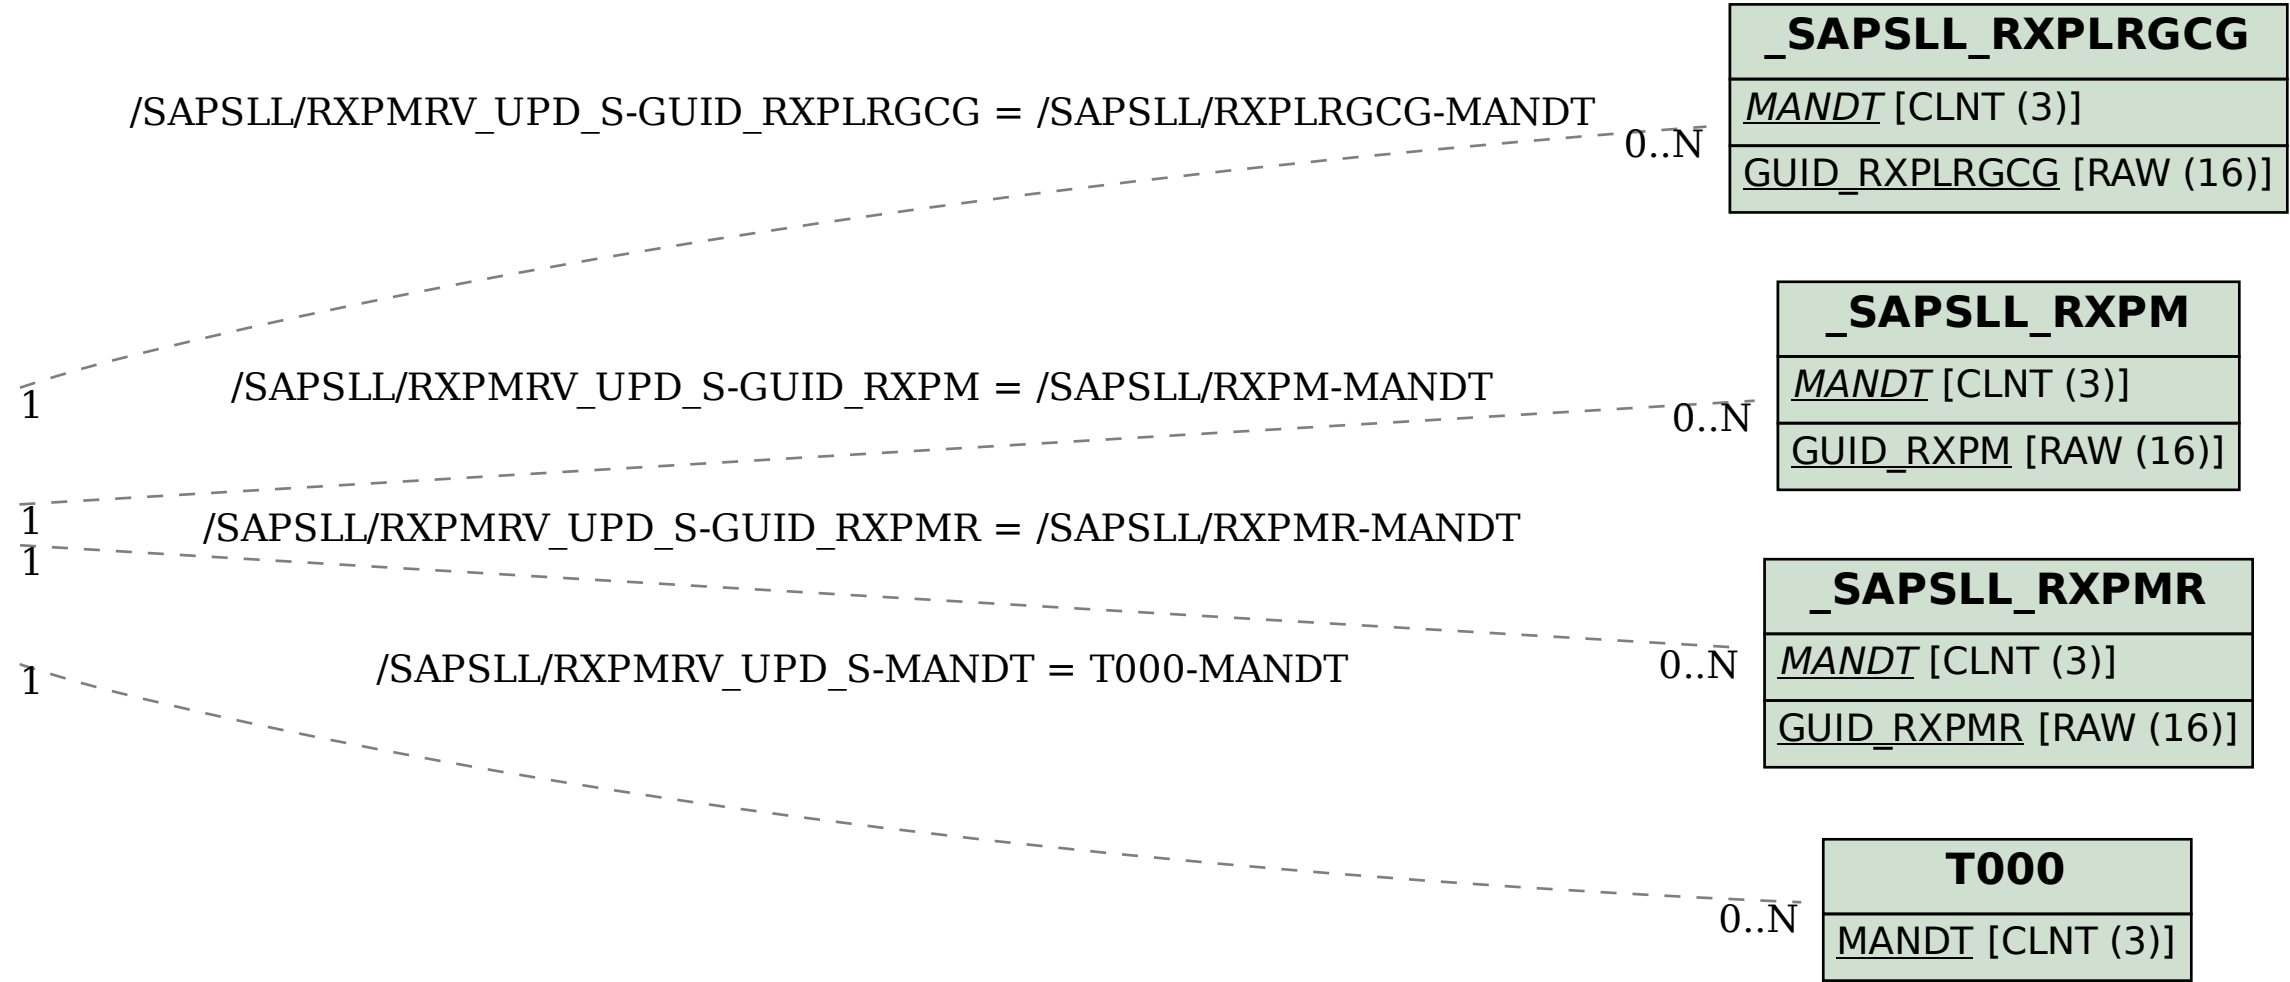 _SAPSLL_RXPLRGCG
MANDT [CLNT (3)]
GUID_RXPLRGCG [RAW (16)]
/SAPSLL/RXPMRV_UPD_S-GUID_RXPLRGCG = /SAPSLL/RXPLRGCG-MANDT
0..N
1
_SAPSLL_RXPM
MANDT [CLNT (3)]
GUID_RXPM [RAW (16)]
/SAPSLL/RXPMRV_UPD_S-GUID_RXPM = /SAPSLL/RXPM-MANDT
0..N
1
/SAPSLL/RXPMRV_UPD_S-GUID_RXPMR = /SAPSLL/RXPMR-MANDT
1
_SAPSLL_RXPMR
MANDT [CLNT (3)]
GUID_RXPMR [RAW (16)]
0..N
/SAPSLL/RXPMRV_UPD_S-MANDT = T000-MANDT
1
T000
MANDT [CLNT (3)]
0..N